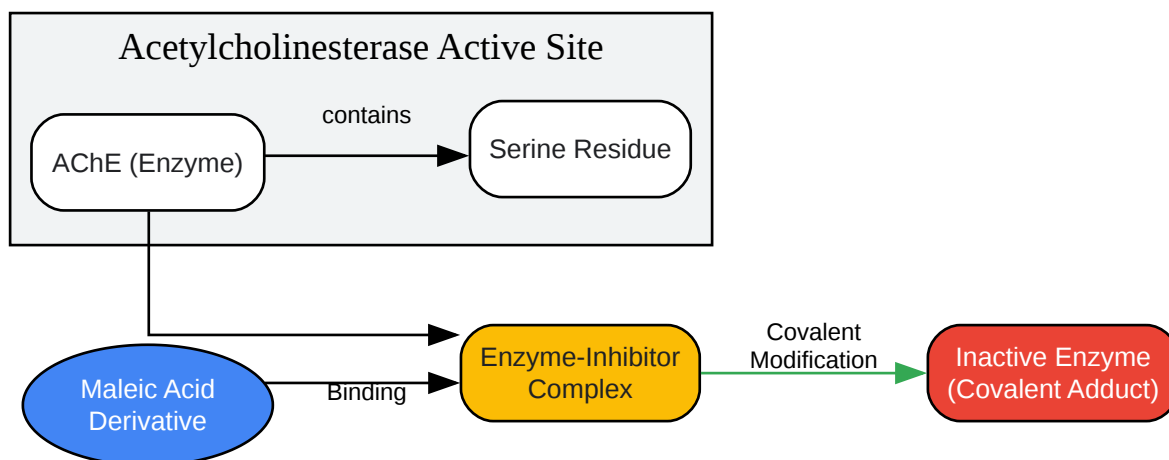 Acetylcholinesterase Active Site
contains
AChE (Enzyme)
Serine Residue
Maleic Acid
Derivative
Binding
Enzyme-Inhibitor
Complex
Covalent
Modification
Inactive Enzyme
(Covalent Adduct)